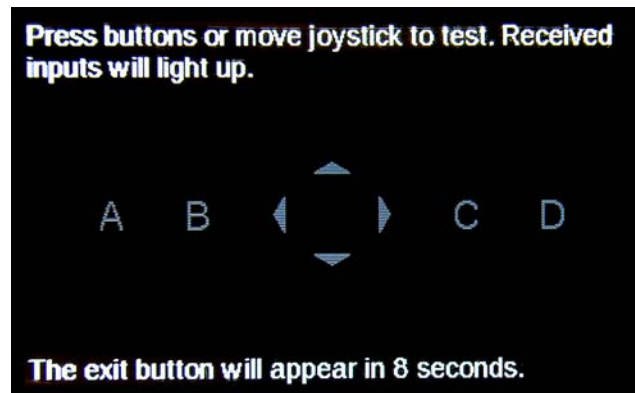 Press buttons or move joystick to test. Received
inputs will light up.
A B C D
The exit button will appear in 8 seconds.